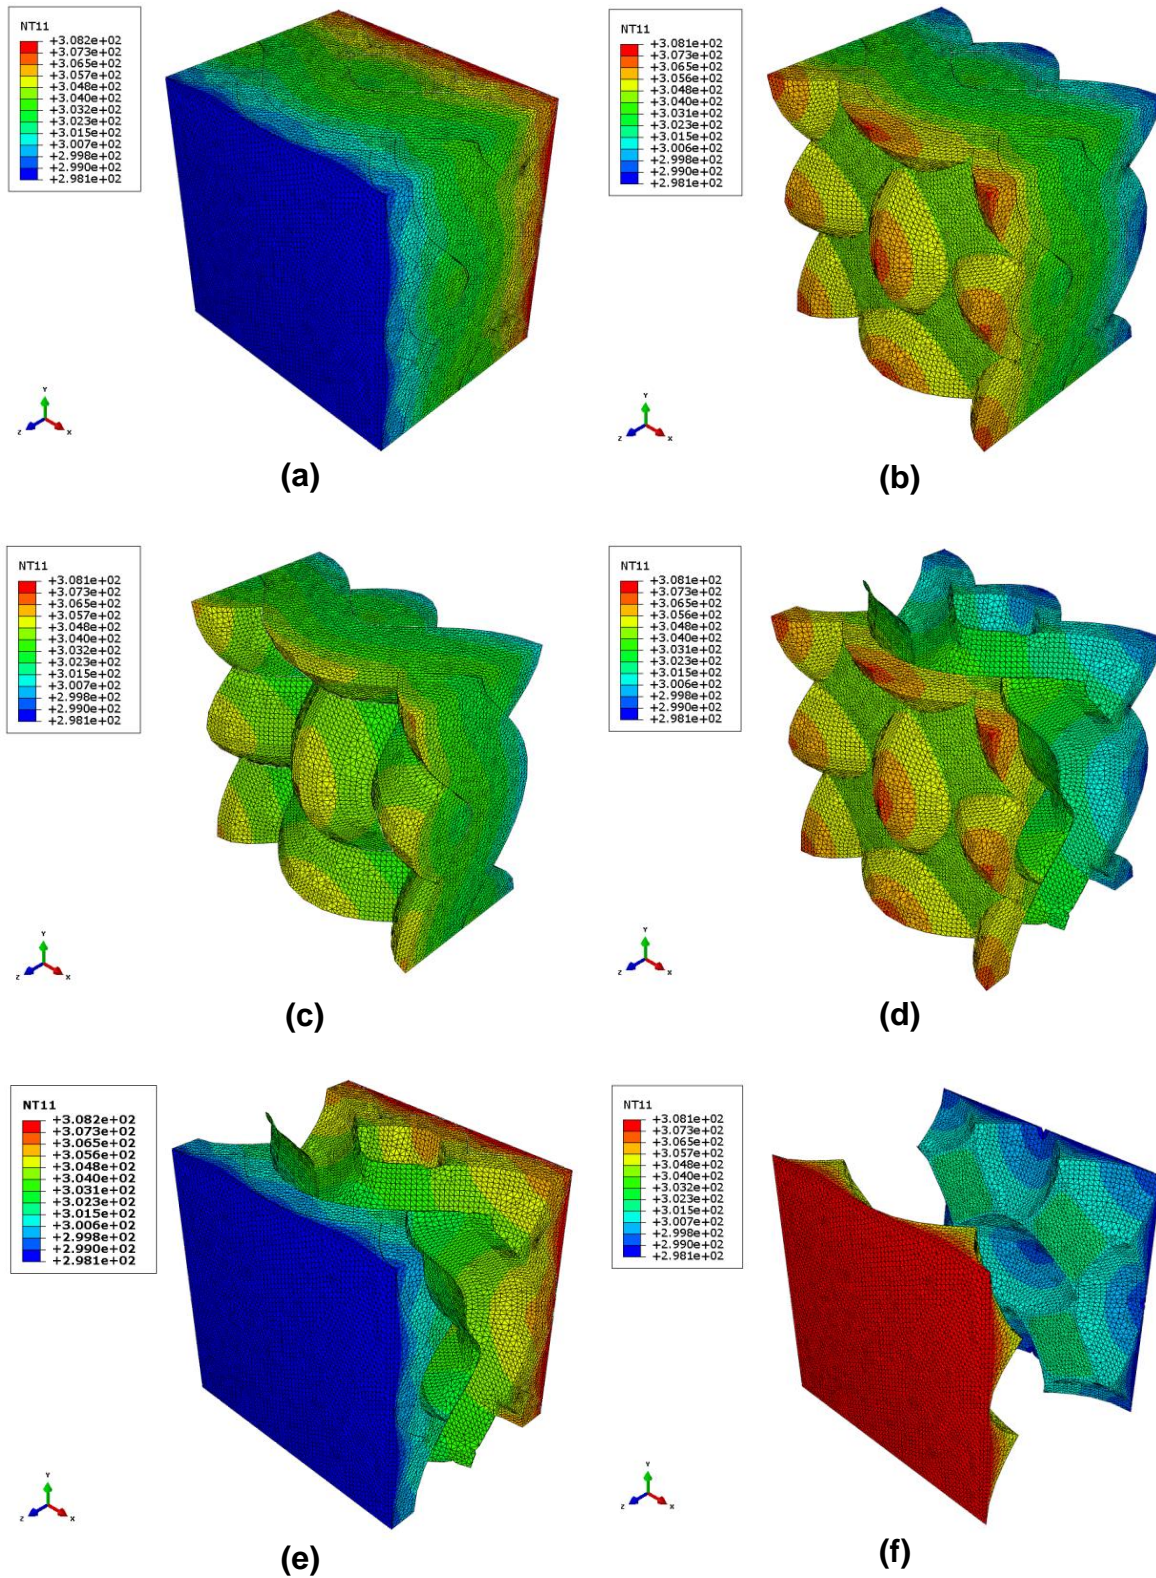 NT11
+3.082e+02
+3.073e+02
+3.065e+02
+3.057e+02
+3.048e+02
+3.040e+02
+3.032e+02
+3.023e+02
+3.015e+02
+3.007e+02
+2.998e+02
+2.990e+02
+2.981e+02
Y
Z
X
(a)
NT11
+3.081e+02
+3.073e+02
+3.065e+02
+3.056e+02
+3.048e+02
+3.040e+02
+3.031e+02
+3.023e+02
+3.015e+02
+3.006e+02
+2.998e+02
+2.990e+02
+2.981e+02
Y
Z
X
(b)
NT11
+3.081e+02
+3.073e+02
+3.065e+02
+3.057e+02
+3.048e+02
+3.040e+02
+3.032e+02
+3.023e+02
+3.015e+02
+3.007e+02
+2.998e+02
+2.990e+02
+2.981e+02
Y
Z
X
(c)
NT11
+3.081e+02
+3.073e+02
+3.065e+02
+3.056e+02
+3.048e+02
+3.040e+02
+3.031e+02
+3.023e+02
+3.015e+02
+3.006e+02
+2.998e+02
+2.990e+02
+2.981e+02
Y
Z
X
(d)
NT11
+3.082e+02
+3.073e+02
+3.065e+02
+3.056e+02
+3.048e+02
+3.040e+02
+3.031e+02
+3.023e+02
+3.015e+02
+3.006e+02
+2.998e+02
+2.990e+02
+2.981e+02
Y
Z
X
(e)
NT11
+3.081e+02
+3.073e+02
+3.065e+02
+3.057e+02
+3.048e+02
+3.040e+02
+3.032e+02
+3.023e+02
+3.015e+02
+3.007e+02
+2.998e+02
+2.990e+02
+2.981e+02
Y
Z
X
(f)